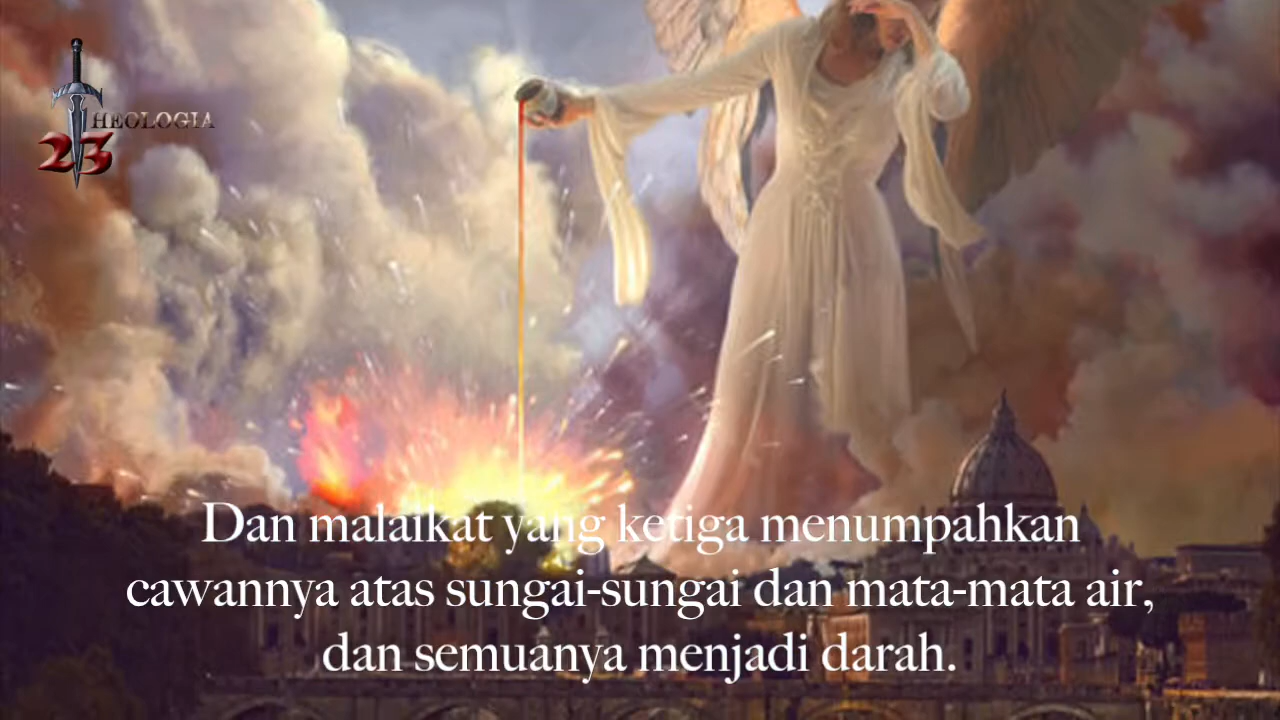 THEOLOGIA
23
Dan malaikat yang ketiga menumpahkan
cawannya atas sungai-sungai dan mata-mata air,
dan semuanya menjadi darah.